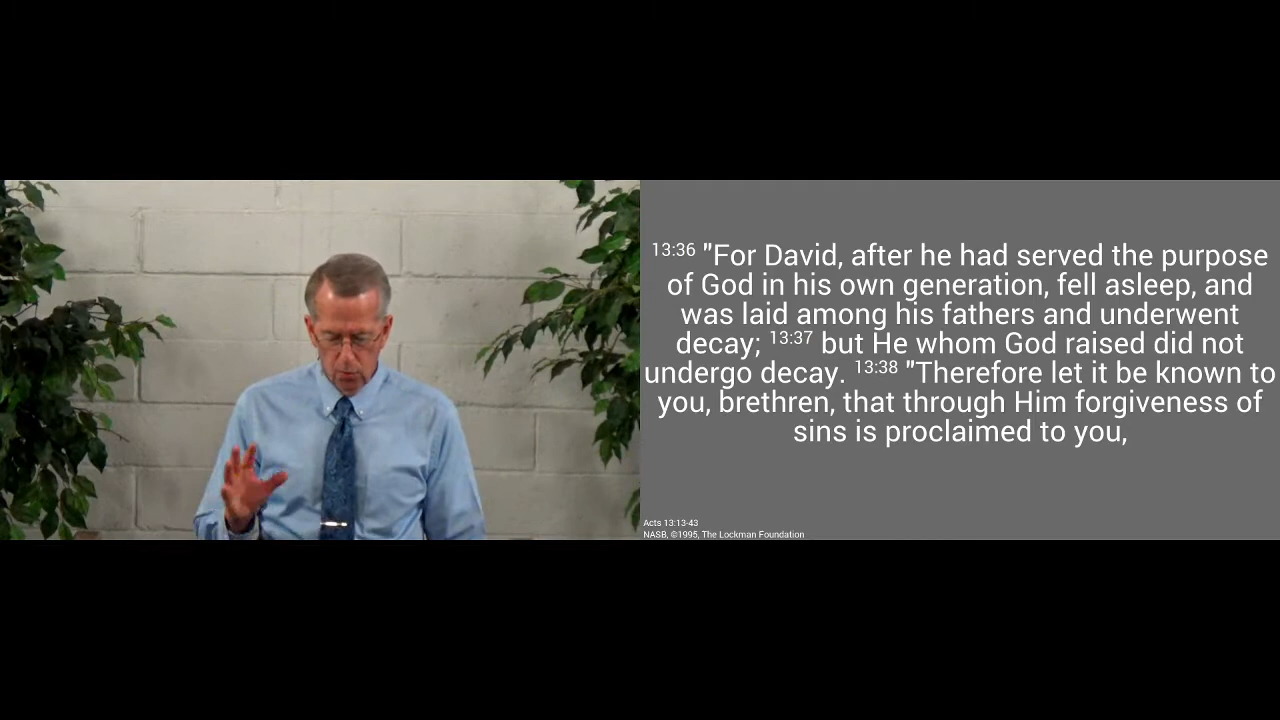 13:36 "For David, after he had served the purpose
of God in his own generation, fell asleep, and
was laid among his fathers and underwent
decay; 13:37 but He whom God raised did not
undergo decay. 13:38 "Therefore let it be known to
you, brethren, that through Him forgiveness of
sins is proclaimed to you,
Acts 13:13-43
NASB, ©1995, The Lockman Foundation